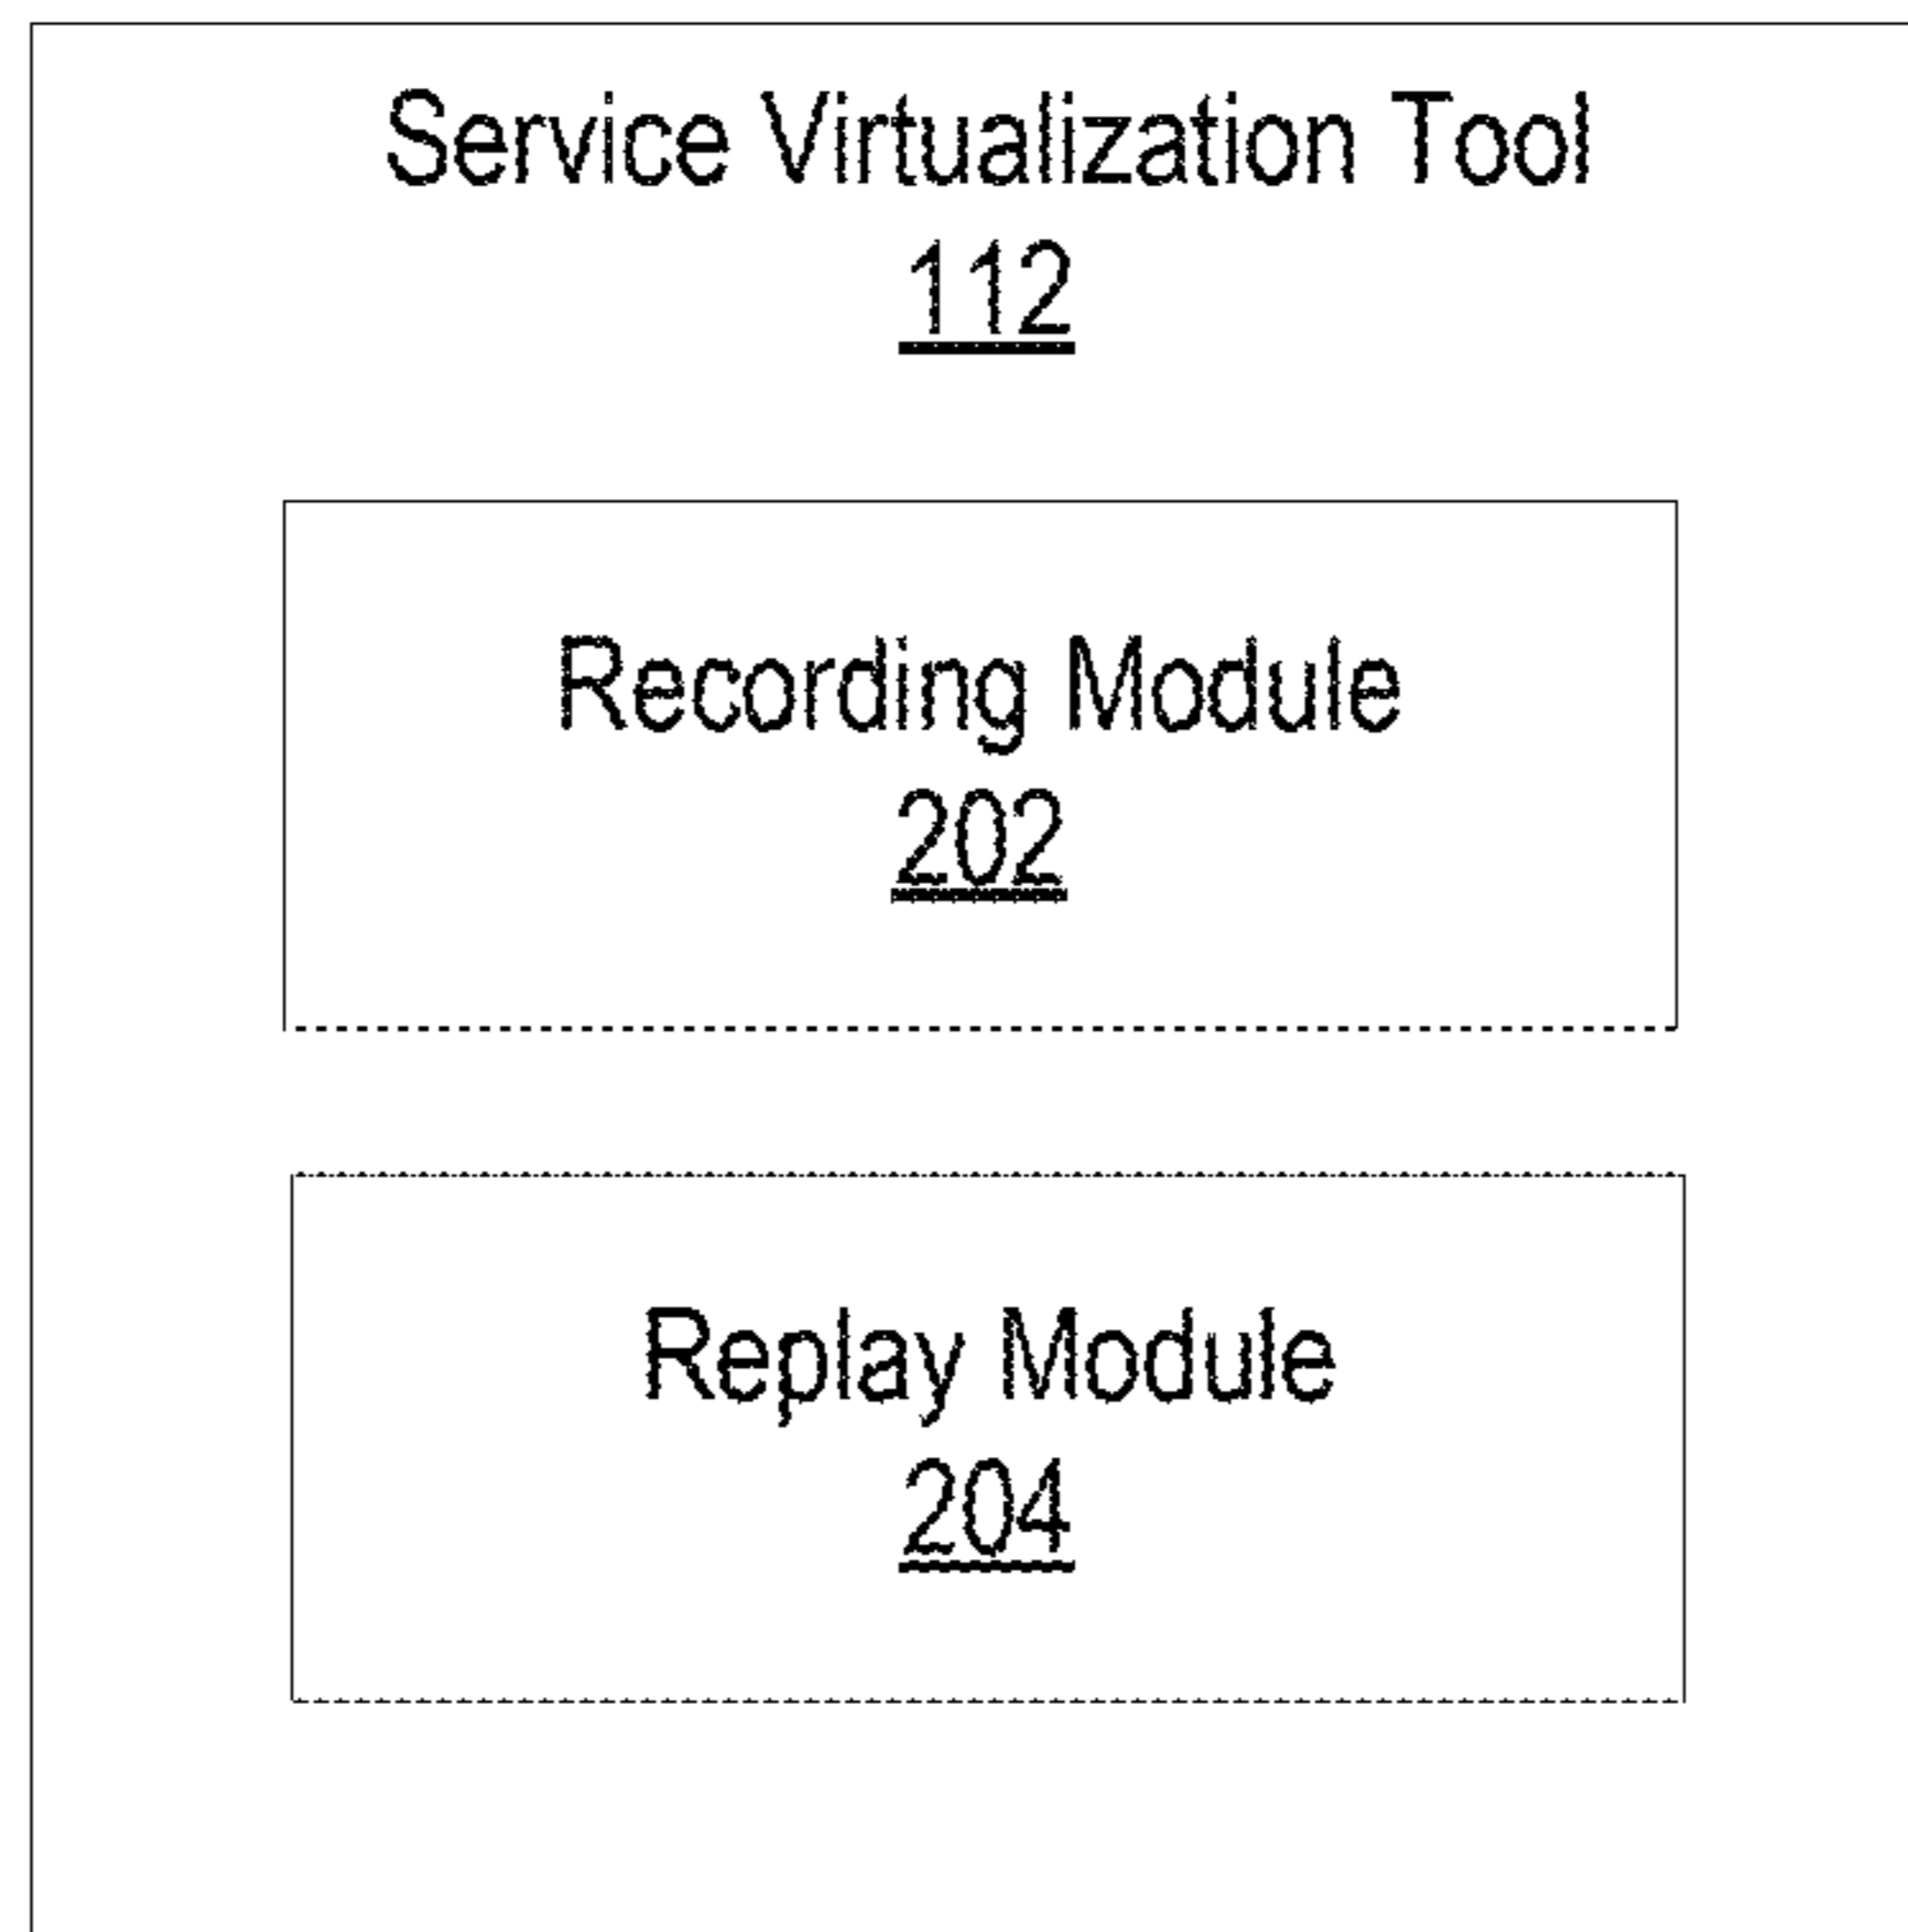 Service Virtualization Tool
112
Recording Module
202
Replay Module
204